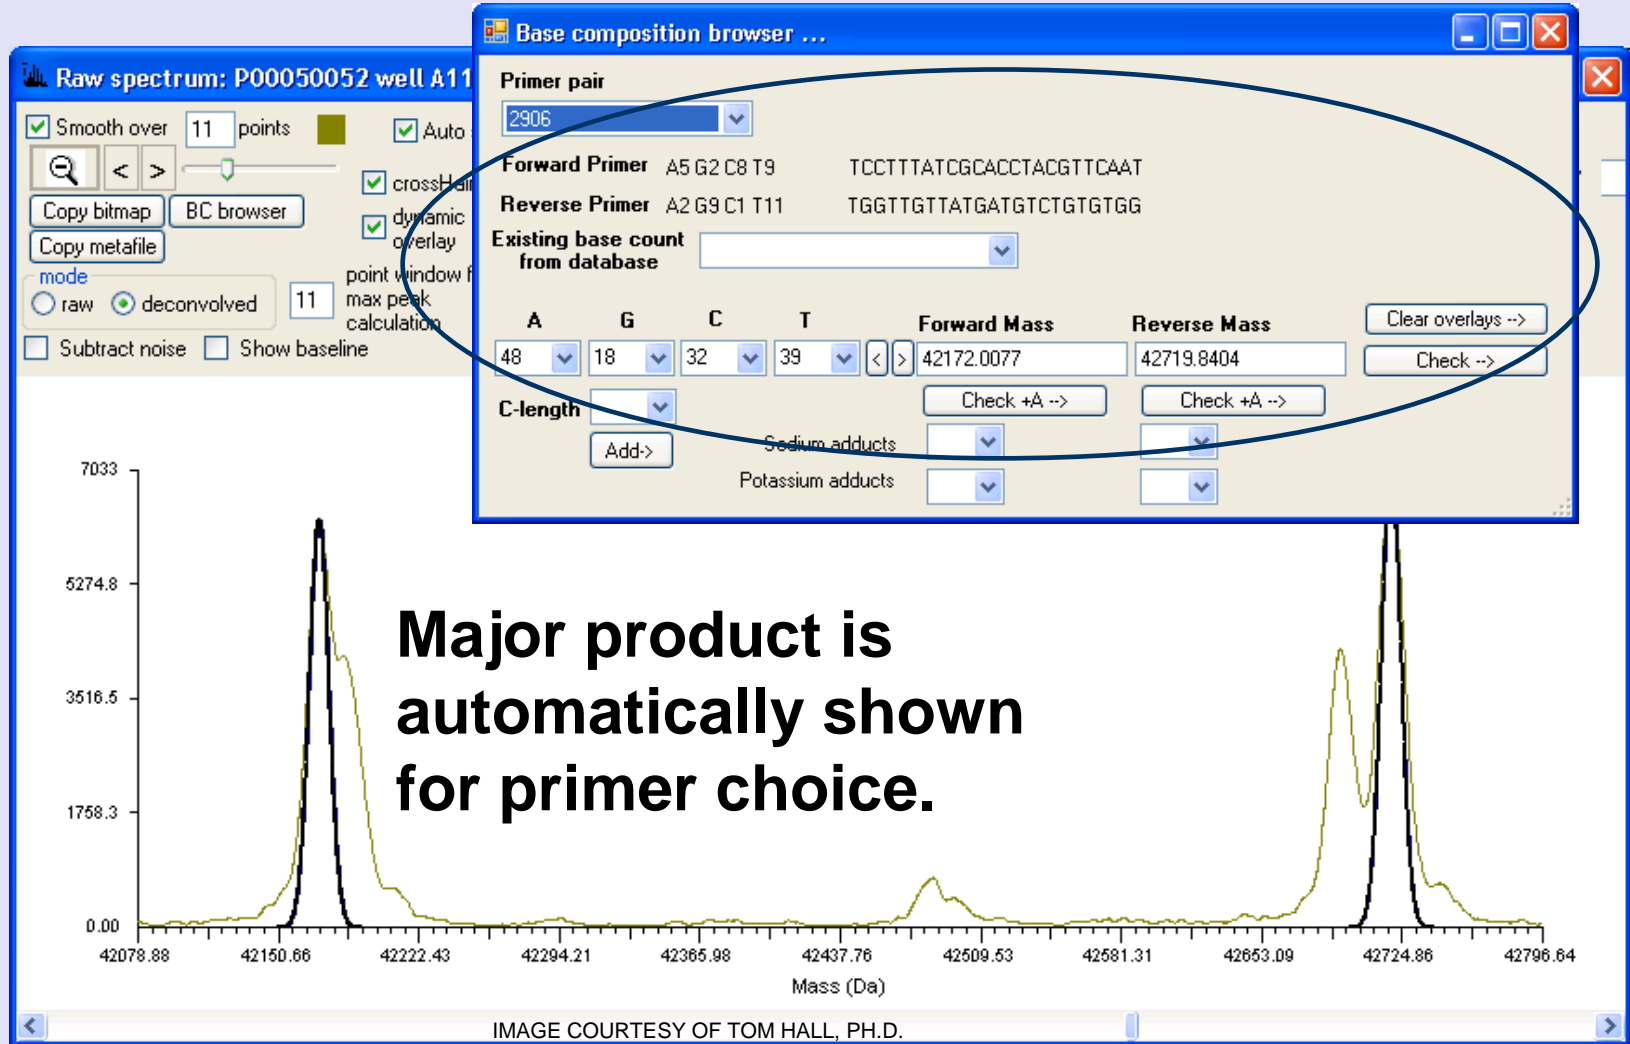 Base composition browser ...
Raw spectrum: P00050052 well A11
Primer pair
2906
Smooth over 11 points
Auto
Forward Primer A5 G2 C8 T9 TCCTTTATCGCACCTACGTTCAAT
< >
crossHair
Reverse Primer A2 G9 C1 T11 TGGTTGTTATGATGTCTGTGTGG
Copy bitmap BC browser
dynamic
overlay
Existing base count
from database
Copy metafile
mode
raw deconvolved
11
point window f
max peak
calculation
A G C T Forward Mass Reverse Mass Clear overlays -->
48 18 32 39 < > 42172.0077 42719.8404 Check -->
Subtract noise Show baseline
C-length
Check +A --> Check +A -->
Add->
Sodium adducts
Potassium adducts
7033
5274.8
3516.5
1758.3
0.00
Major product is
automatically shown
for primer choice.
42078.88 42150.66 42222.43 42294.21 42365.98 42437.76 42509.53 42581.31 42653.09 42724.86 42796.64
Mass (Da)
IMAGE COURTESY OF TOM HALL, PH.D.